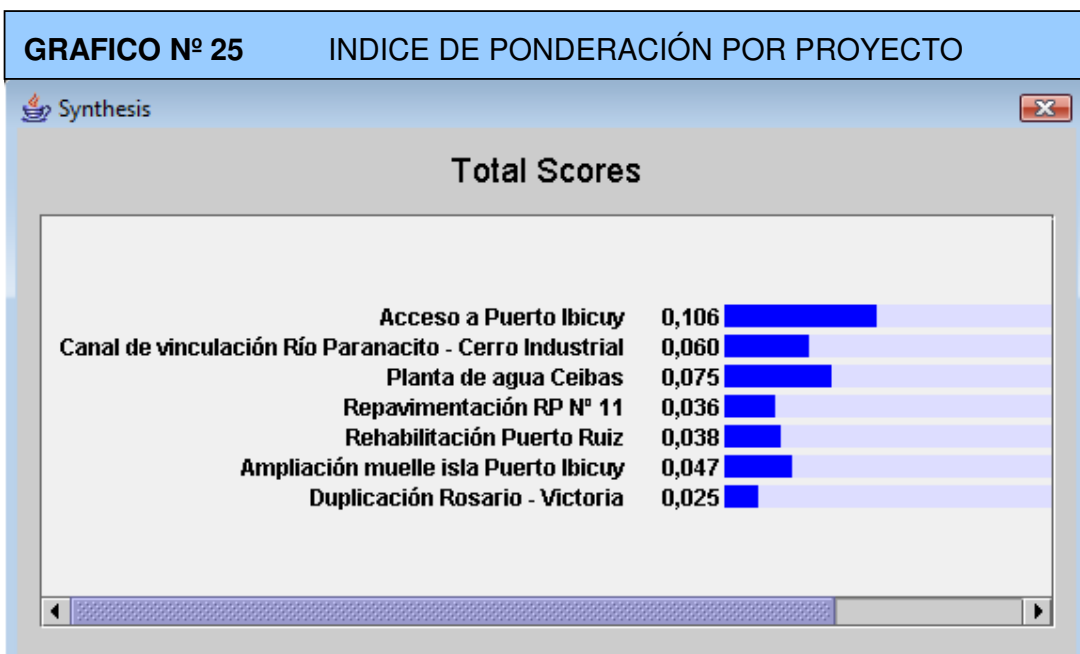 GRAFICO Nº 25 INDICE DE PONDERACIÓN POR PROYECTO
Synthesis
Total Scores
Acceso a Puerto Ibicuy 0,106
Canal de vinculación Río Paranacito - Cerro Industrial 0,060
Planta de agua Ceibas 0,075
Repavimentación RP Nº 11 0,036
Rehabilitación Puerto Ruiz 0,038
Ampliación muelle isla Puerto Ibicuy 0,047
Duplicación Rosario - Victoria 0,025